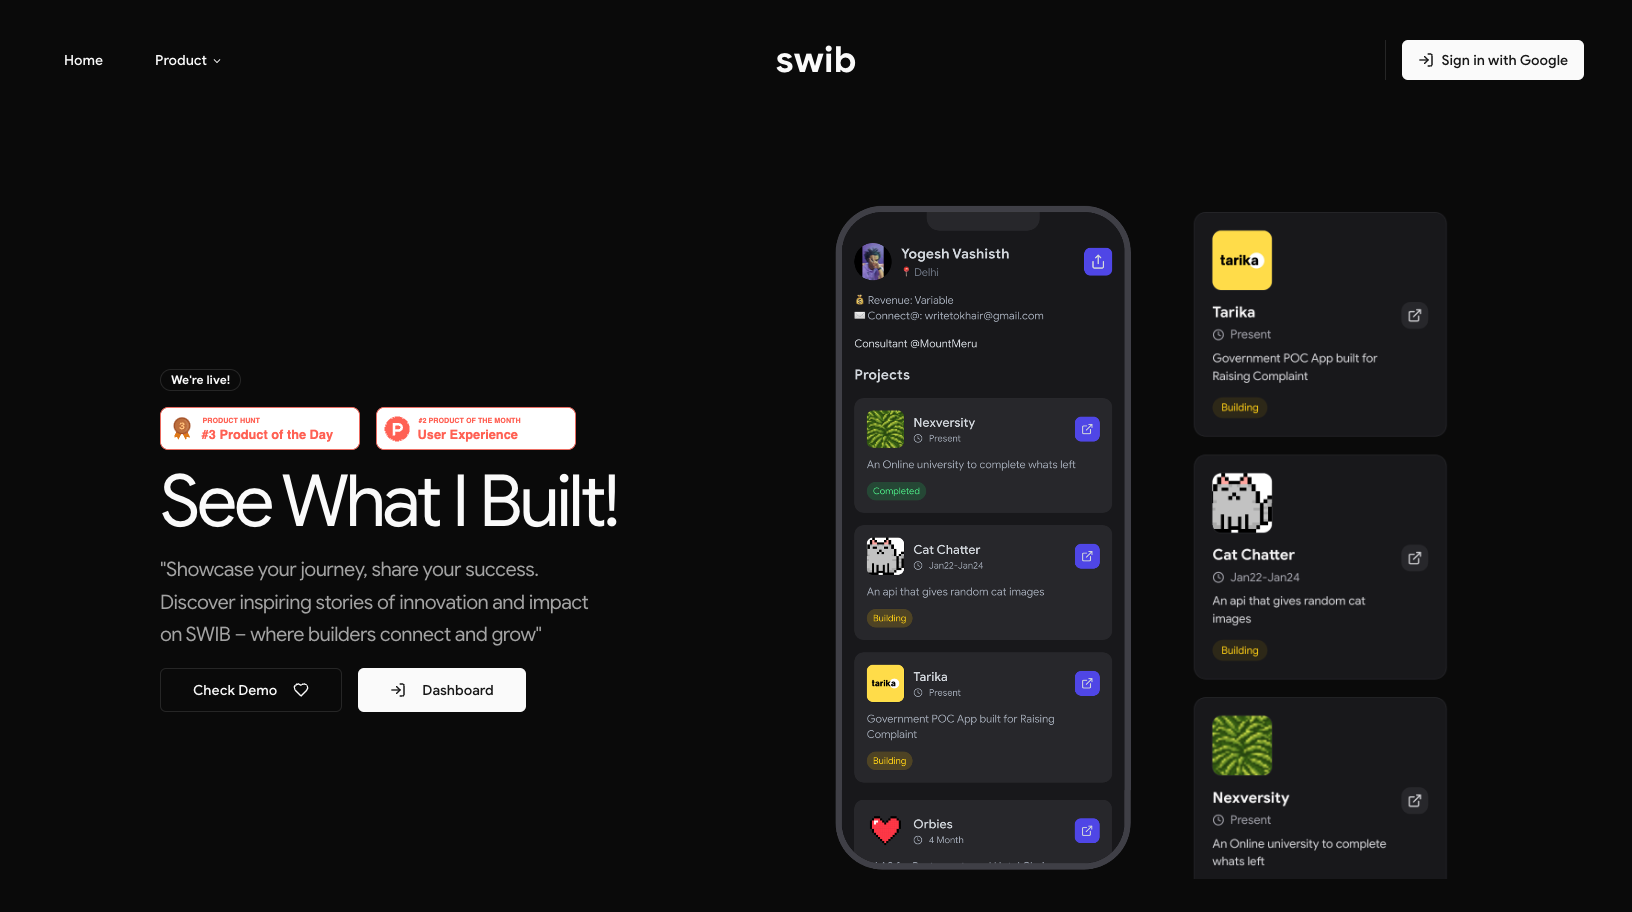 Home
Product
swib
Sign in with Google
We're live!
3
PRODUCT HUNT
#3 Product of the Day
P
#2 PRODUCT OF THE MONTH
User Experience
See What I Built!
"Showcase your journey, share your success.
Discover inspiring stories of innovation and impact
on SWIB – where builders connect and grow"
Check Demo
Dashboard
Yogesh Vashisth
📍 Delhi
💰 Revenue: Variable
✉️ Connect@: writetokhair@gmail.com
Consultant @MountMeru
Projects
Nexversity
Present
An Online university to complete whats left
Completed
Cat Chatter
Jan22-Jan24
An api that gives random cat images
Building
tarika
Tarika
Present
Government POC App built for Raising
Complaint
Building
Orbies
4 Month
tarika
Tarika
Present
Government POC App built for
Raising Complaint
Building
Cat Chatter
Jan22-Jan24
An api that gives random cat
images
Building
Nexversity
Present
An Online university to complete
whats left